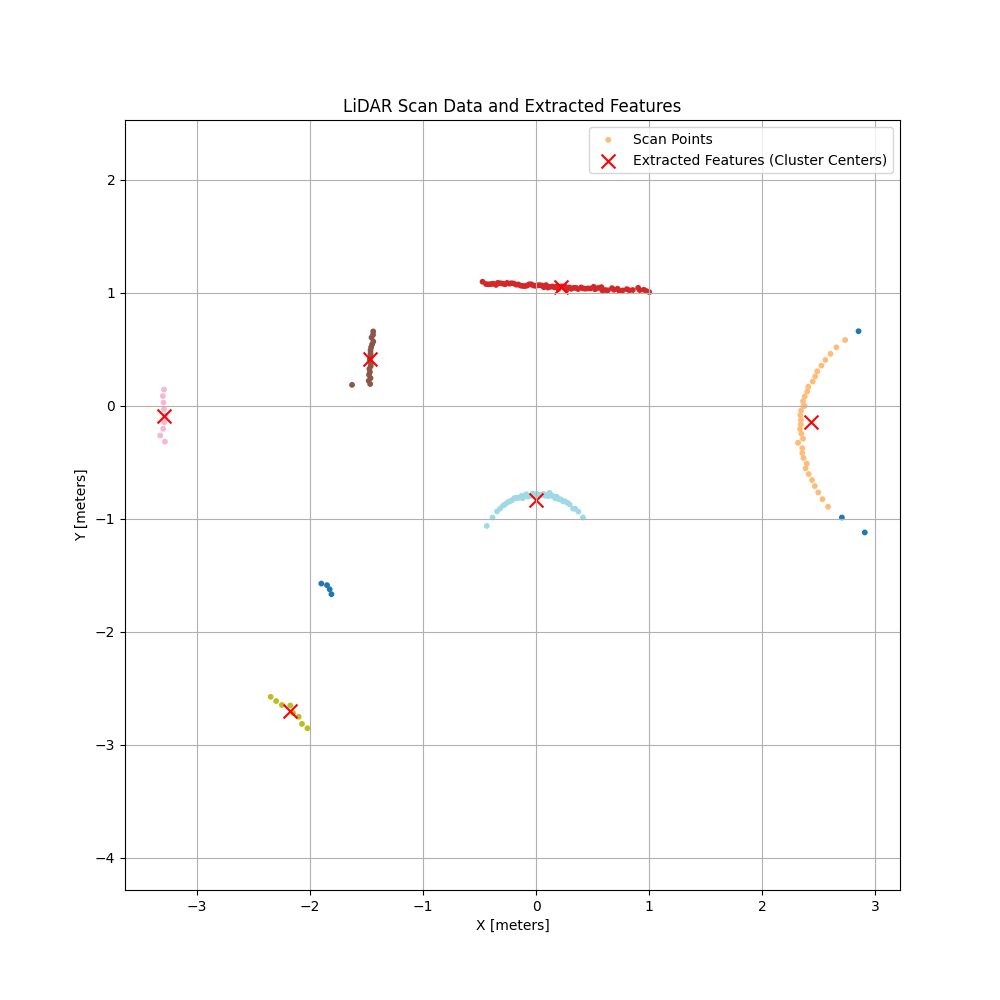 LiDAR Scan Data and Extracted Features
Scan Points
Extracted Features (Cluster Centers)
2
1
0
−1
−2
−3
−4
Y [meters]
−3
−2
−1
0
1
2
3
X [meters]